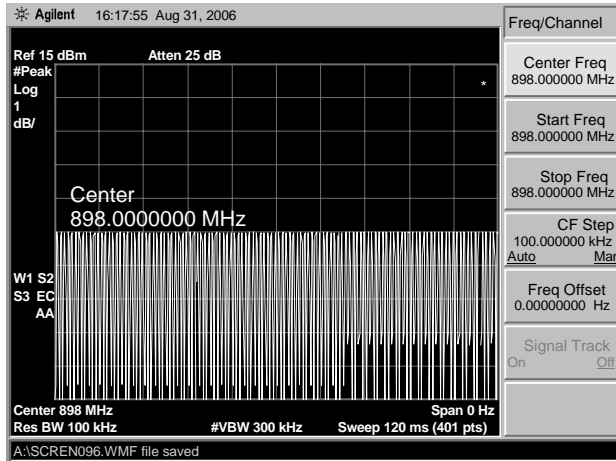 Agilent 16:17:55 Aug 31, 2006
Freq/Channel
Ref 15 dBm Atten 25 dB
#Peak
Log
1
dB/
*
Center
898.0000000 MHz
W1 S2
S3 EC
AA
Center 898 MHz Span 0 Hz
Res BW 100 kHz #VBW 300 kHz Sweep 120 ms (401 pts)
A:\SCREN096.WMF file saved
Center Freq
898.000000 MHz
Start Freq
898.000000 MHz
Stop Freq
898.000000 MHz
CF Step
100.000000 kHz
Auto Man
Freq Offset
0.00000000 Hz
Signal Track
On Off